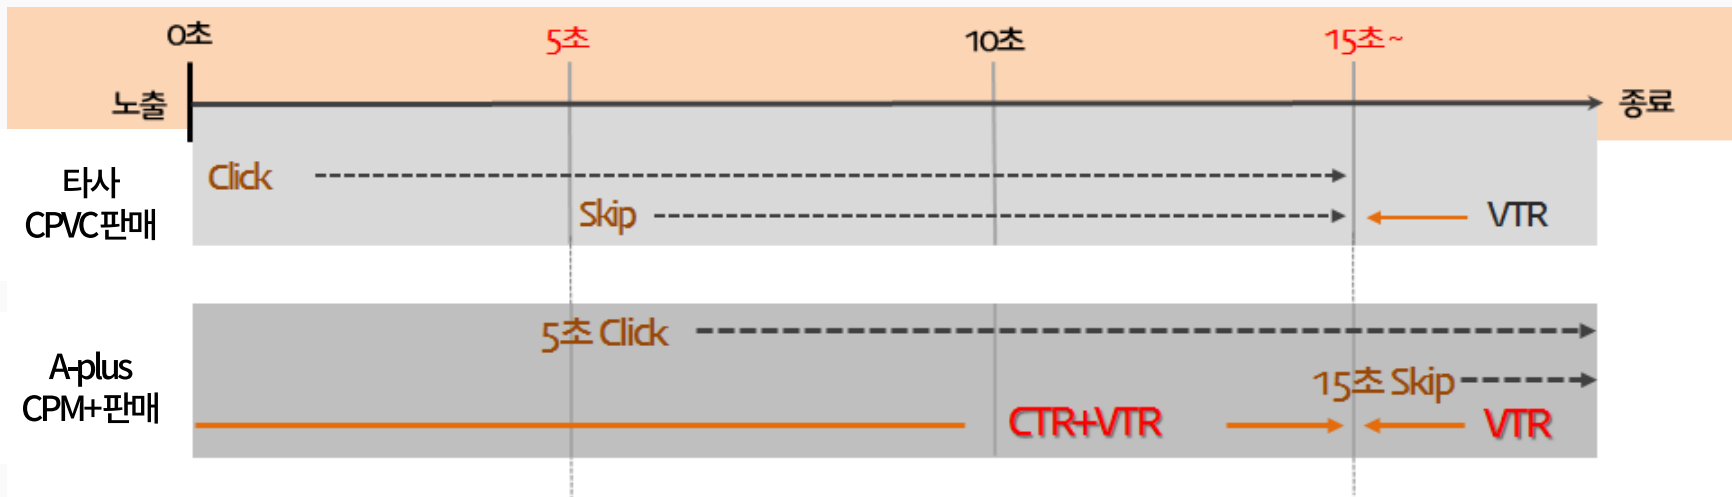 0초 5초 10초 15초~
노출 종료
타사
CPVC판매
Click
Skip VTR
A-plus
CPM+판매
5초 Click
15초 Skip
CTR+VTR VTR